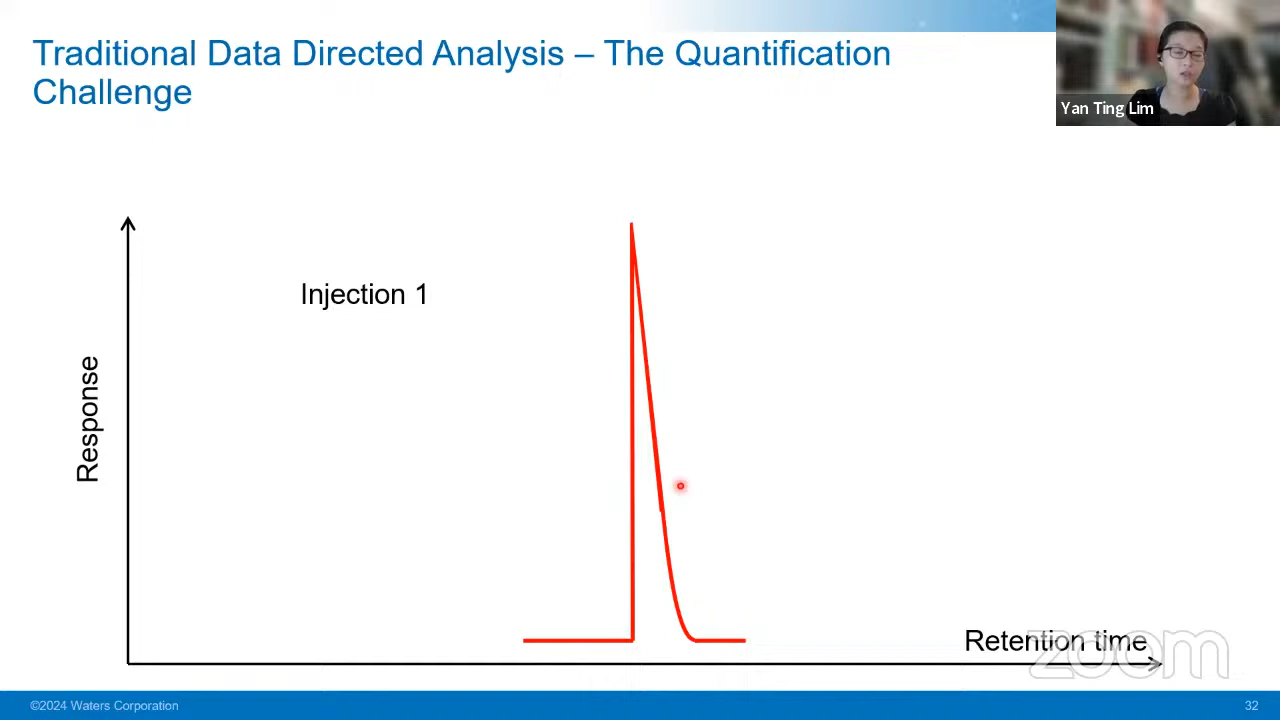 Traditional Data Directed Analysis – The Quantification
Challenge
Yan Ting Lim
Injection 1
Response
Retention time
zoom
©2024 Waters Corporation
32